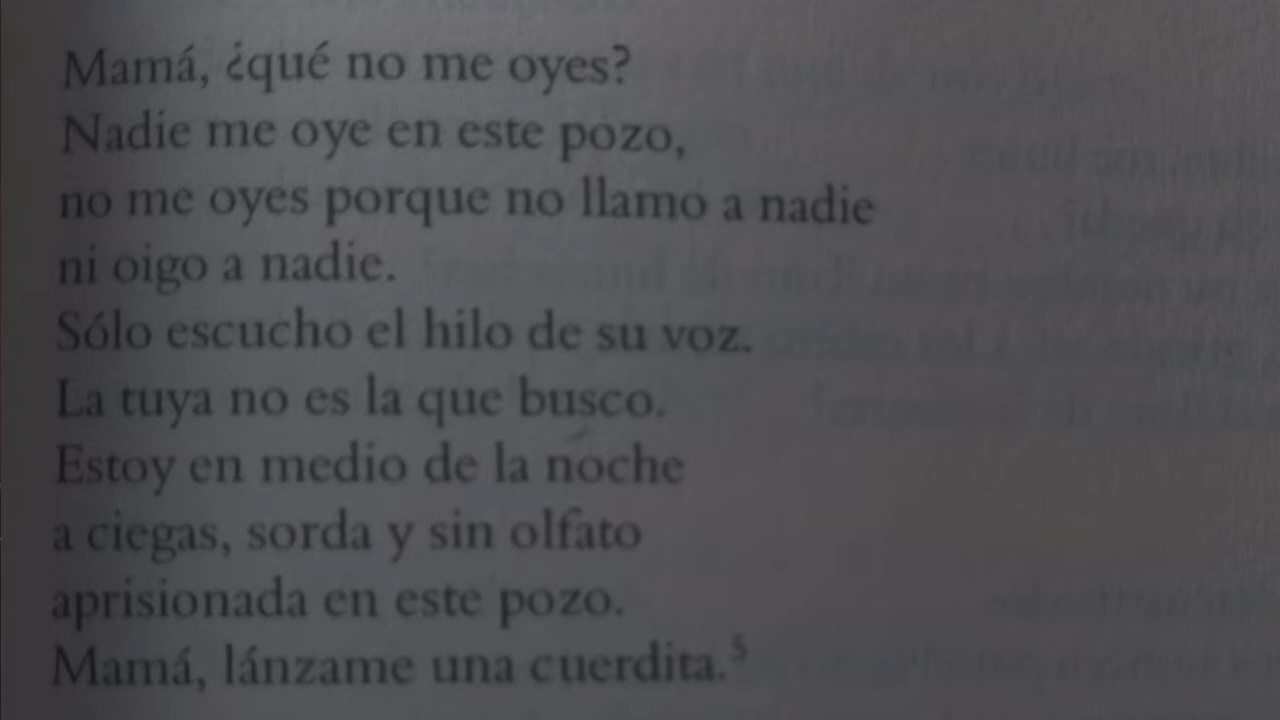 Mamá, ¿qué no me oyes?
Nadie me oye en este pozo,
no me oyes porque no llamo a nadie
ni oigo a nadie.
Sólo escucho el hilo de su voz.
La tuya no es la que busco.
Estoy en medio de la noche
a ciegas, sorda y sin olfato
aprisionada en este pozo.
Mamá, lánzame una cuerdita.⁵